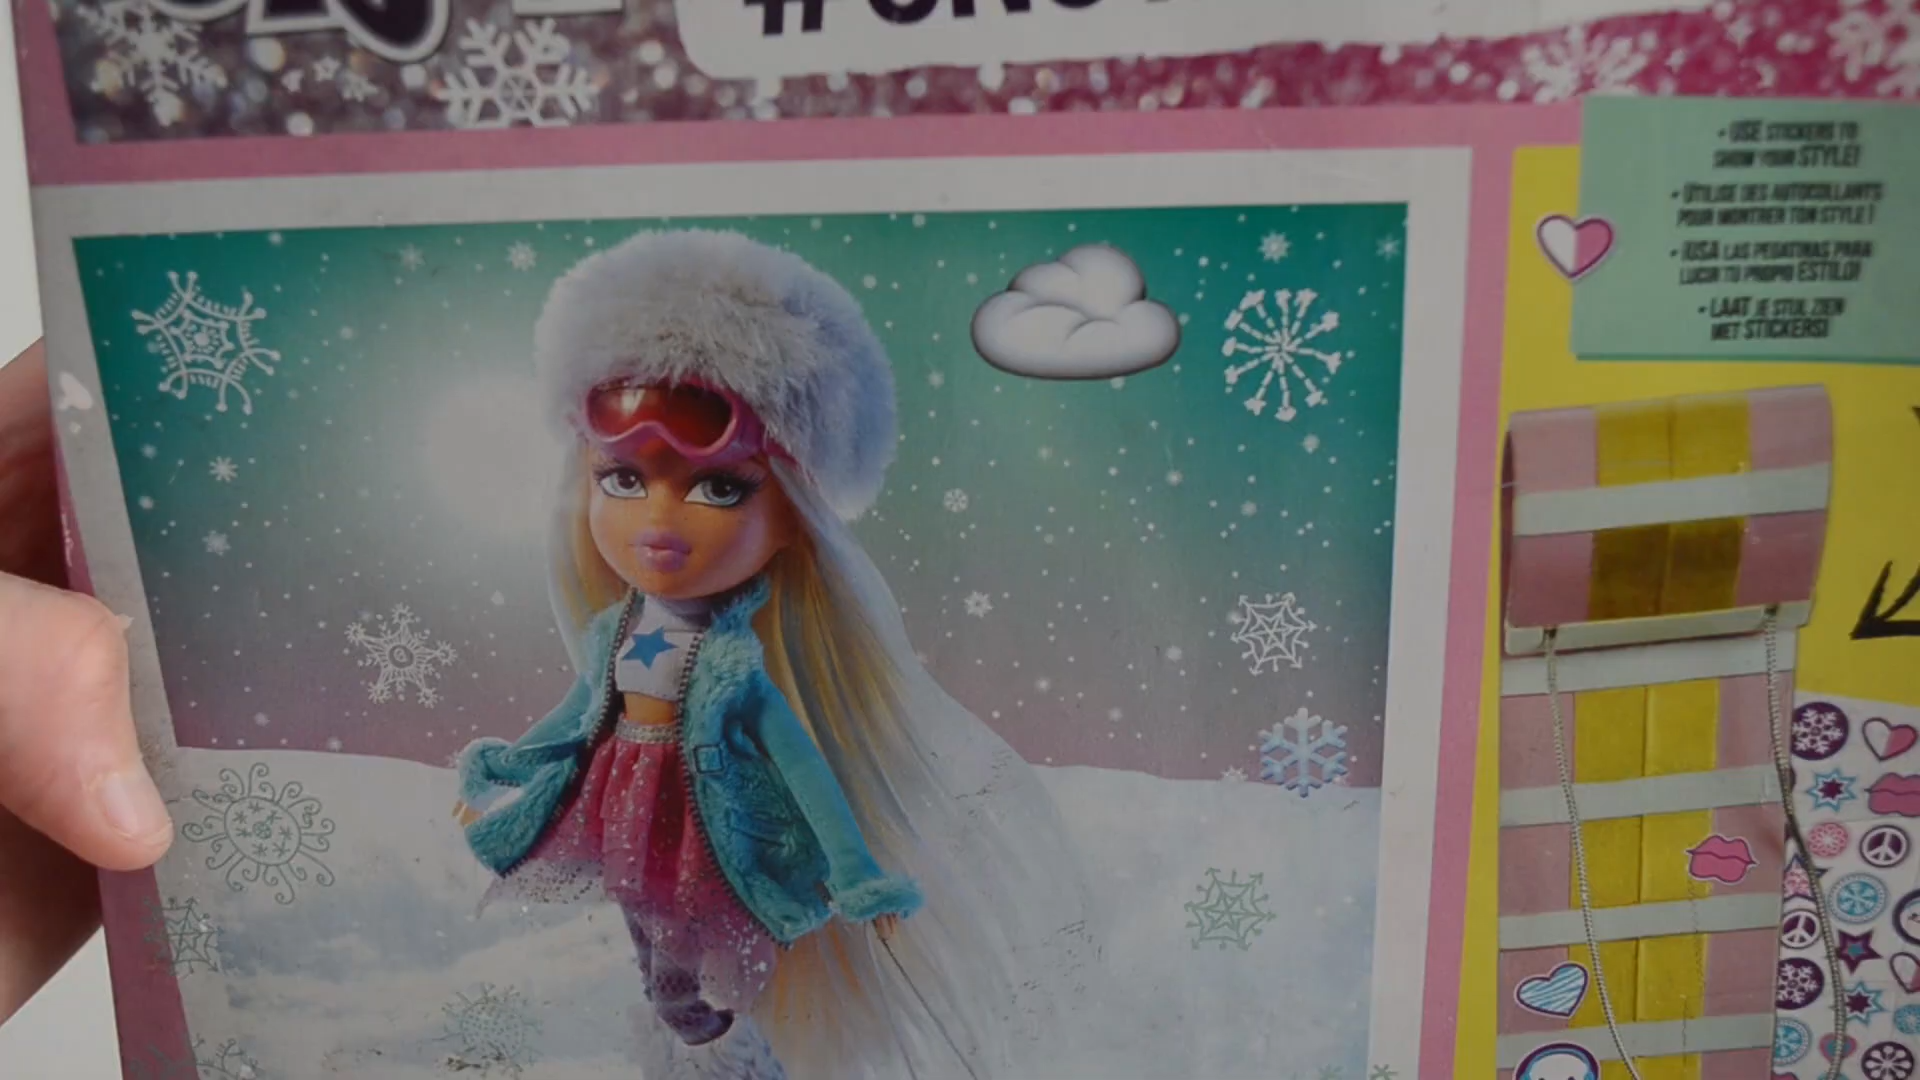 • USE STICKERS TO
SHOW YOUR STYLE!
• UTILISE DES AUTOCOLLANTS
POUR MONTRER TON STYLE !
• ¡USA LAS PEGATINAS PARA
LUCIR TU PROPIO ESTILO!
• LAAT JE STIJL ZIEN
MET STICKERS!